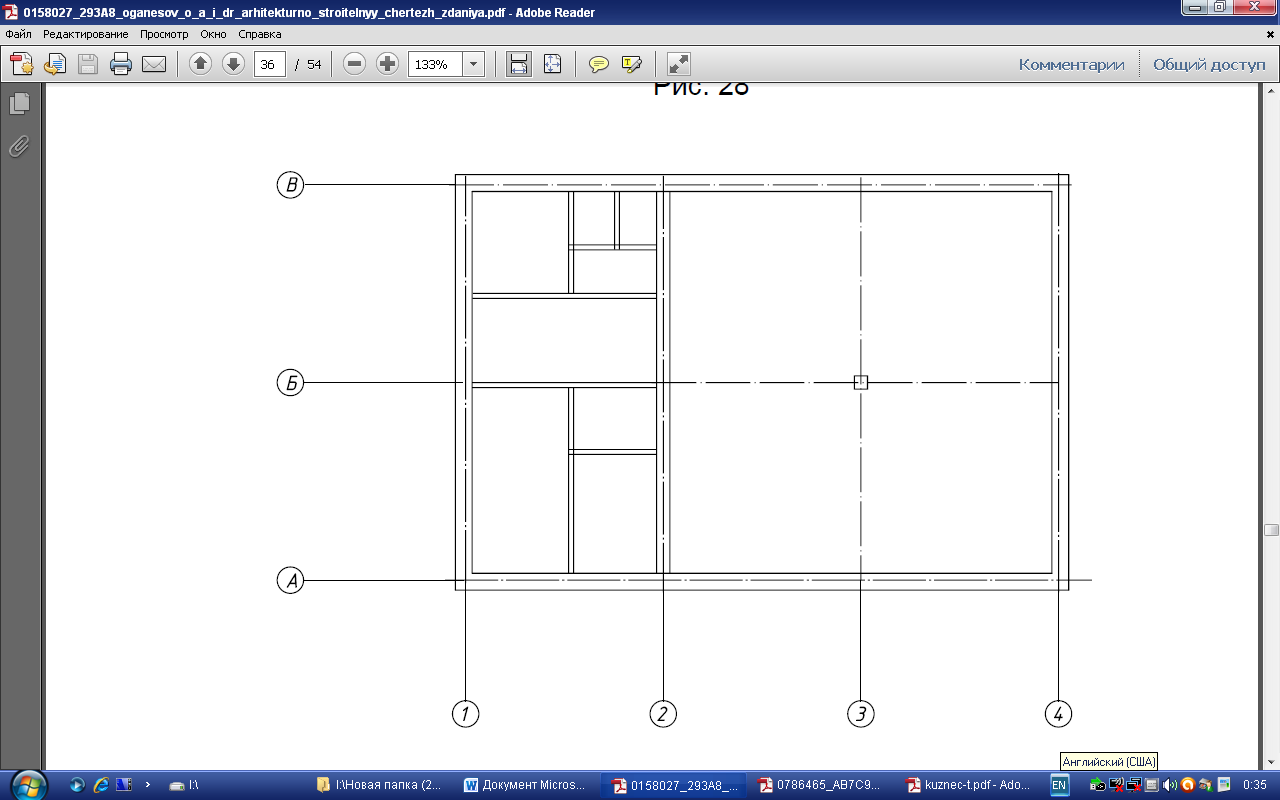 0158027_293A8_oganesov_o_a_i_dr_arhitekturno_stroitelnyy_chertezh_zdaniya.pdf - Adobe Reader
Файл Редактирование Просмотр Окно Справка
36 / 54 133% Комментарии Общий доступ
Рис. 28
В
Б
А
1 2 3 4
Английский (США)
I:\ I:\Новая папка (2... Документ Micros... 0158027_293A8_... 0786465_AB7C9... kuznec-t.pdf - Ado... EN 0:35